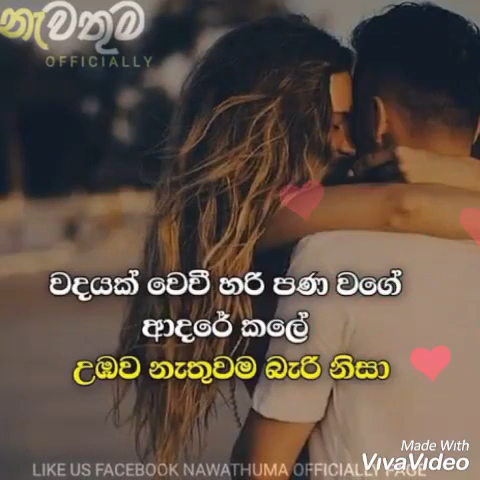 නැවතුම
OFFICIALLY
වදයක් වෙවී හරි පණ වගේ
ආදරේ කලේ
උඹව නැතුවම බැරි නිසා
Made With
VivaVideo
LIKE US FACEBOOK NAWATHUMA OFFICIALLY PAGE